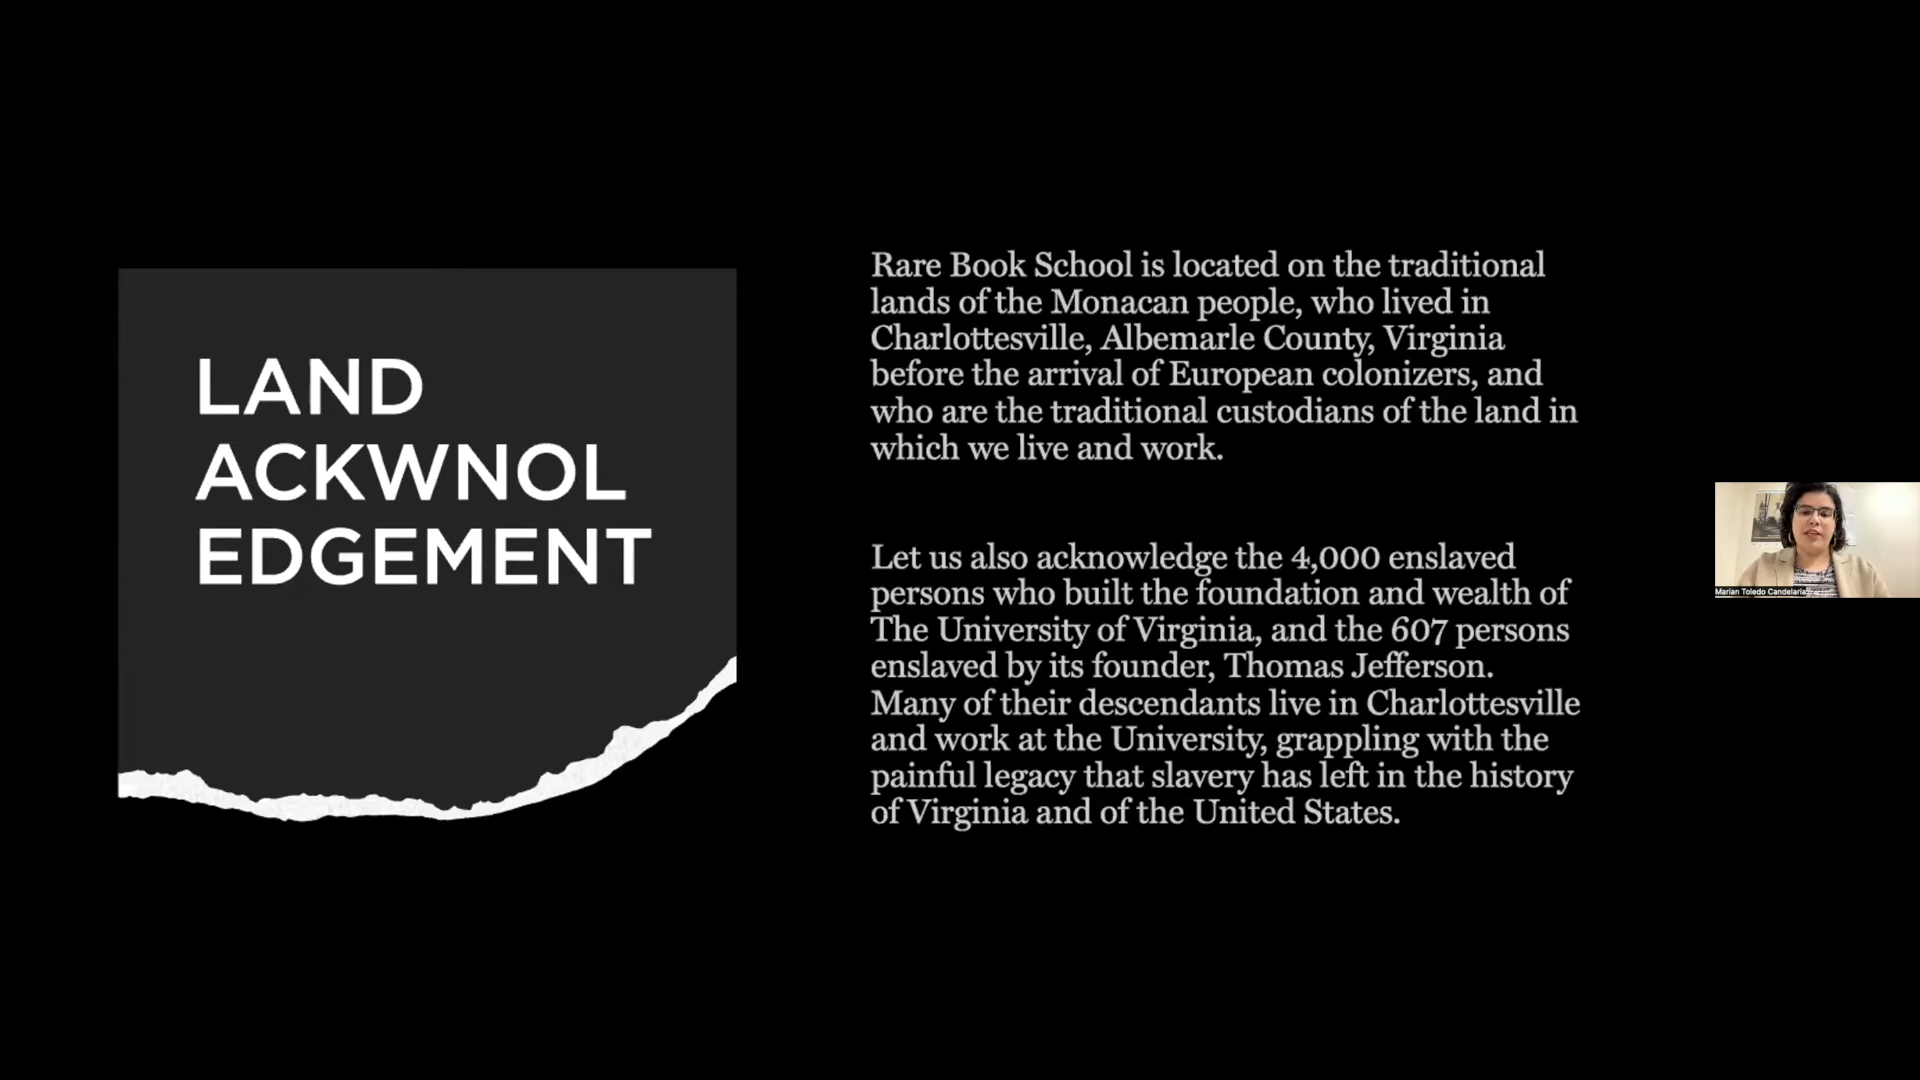 LAND
ACKWNOL
EDGEMENT
Rare Book School is located on the traditional
lands of the Monacan people, who lived in
Charlottesville, Albemarle County, Virginia
before the arrival of European colonizers, and
who are the traditional custodians of the land in
which we live and work.
Let us also acknowledge the 4,000 enslaved
persons who built the foundation and wealth of
The University of Virginia, and the 607 persons
enslaved by its founder, Thomas Jefferson.
Many of their descendants live in Charlottesville
and work at the University, grappling with the
painful legacy that slavery has left in the history
of Virginia and of the United States.
Marian Toledo Candelaria